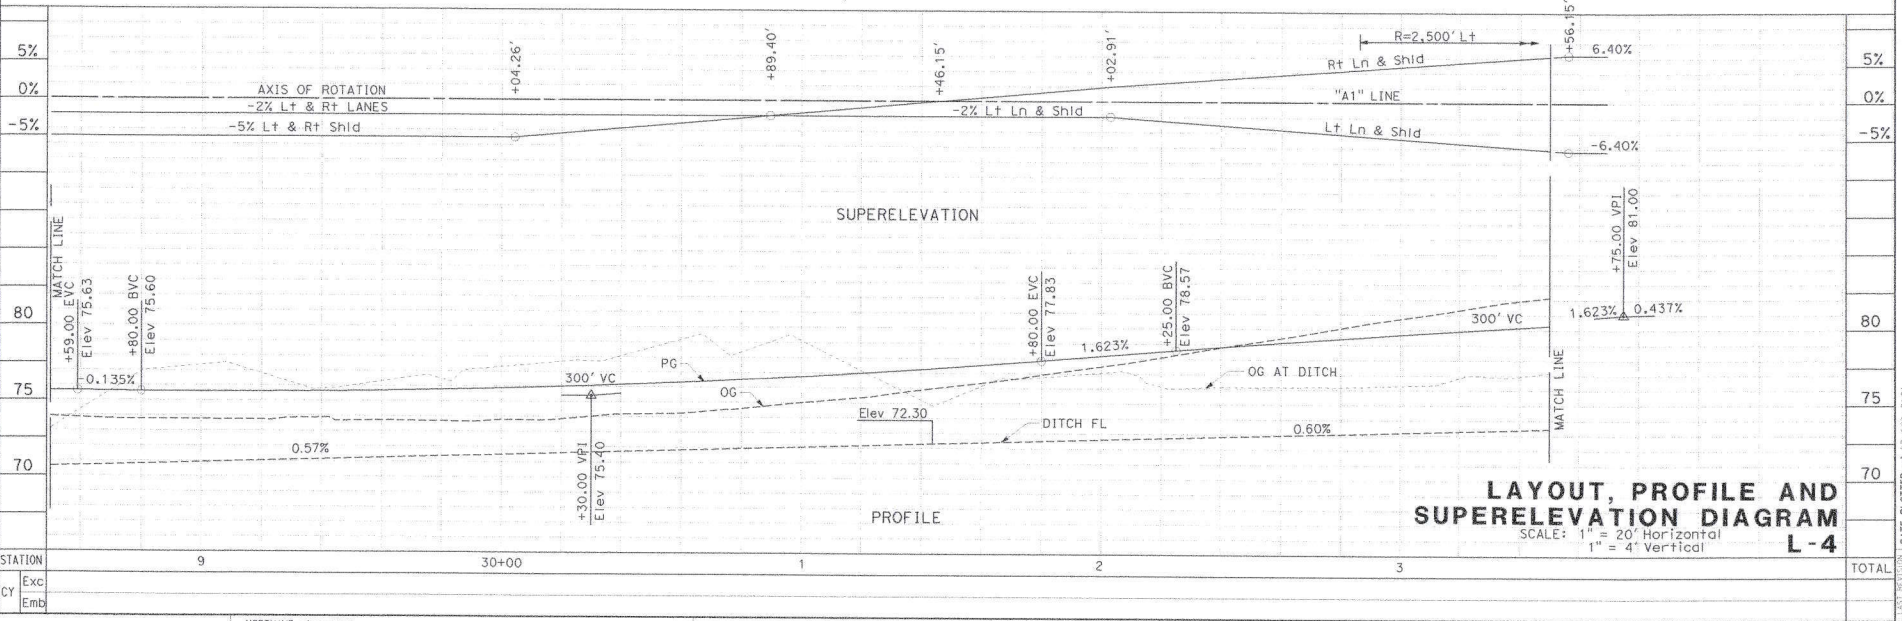 +56.15'
R=2,500' Lt
5%
+04.26'
+89.40'
+46.15'
+02.91'
Rt Ln & Shld
6.40%
5%
0%
AXIS OF ROTATION
"A1" LINE
0%
-2% Lt & Rt LANES
-2% Lt Ln & Shld
-5%
-5% Lt & Rt Shld
Lt Ln & Shld
-5%
-6.40%
SUPERELEVATION
MATCH LINE
+59.00 EVC
Elev 75.63
+80.00 BVC
Elev 75.60
+80.00 EVC
Elev 77.83
+25.00 BVC
Elev 78.57
+75.00 VPI
Elev 81.00
80
300' VC
1.623%
0.437%
80
1.623%
PG
-0.135%
300' VC
OG AT DITCH
75
OG
MATCH LINE
75
Elev 72.30
DITCH FL
0.57%
0.60%
70
+30.00 VPI
Elev 75.40
70
PROFILE
LAYOUT, PROFILE AND
SUPERELEVATION DIAGRAM
SCALE: 1" = 20' Horizontal
1" = 4' Vertical
L-4
STATION
9
30+00
1
2
3
TOTAL
CY
Exc
Emb